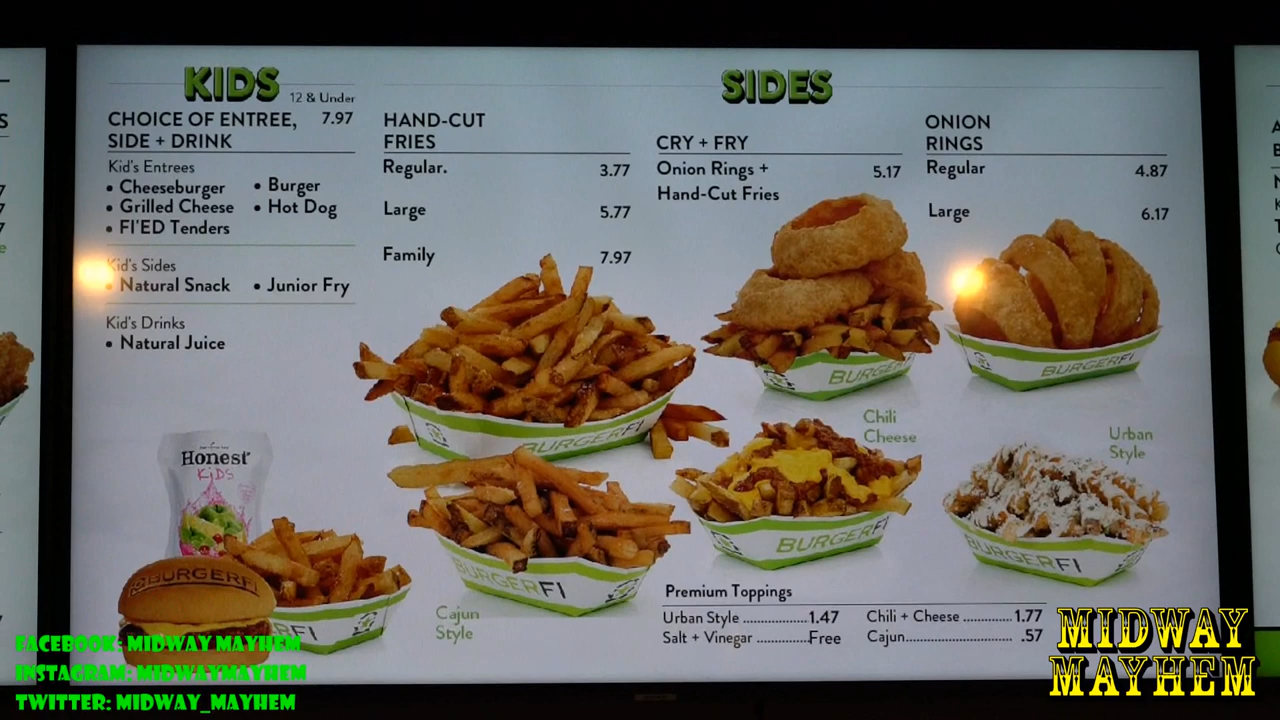 KIDS
12 & Under
CHOICE OF ENTREE, 7.97
SIDE + DRINK
Kid's Entrees
• Cheeseburger • Burger
• Grilled Cheese • Hot Dog
• FI'ED Tenders
Kid's Sides
• Natural Snack • Junior Fry
Kid's Drinks
• Natural Juice
SIDES
HAND-CUT
FRIES
Regular. 3.77
Large 5.77
Family 7.97
CRY + FRY
Onion Rings + 5.17
Hand-Cut Fries
ONION
RINGS
Regular 4.87
Large 6.17
BURGERFI
BURGERFI
BURGERFI
Chili
Cheese
Urban
Style
Honest
KiDS
BURGERFI
BURGERFI
BURGERFI
BURGERFI
Cajun
Style
Premium Toppings
Urban Style ................1.47
Salt + Vinegar ............Free
Chili + Cheese ............1.77
Cajun..........................57
FACEBOOK: MIDWAY MAYHEM
INSTAGRAM: MIDWAYMAYHEM
TWITTER: MIDWAY_MAYHEM
MIDWAY
MAYHEM